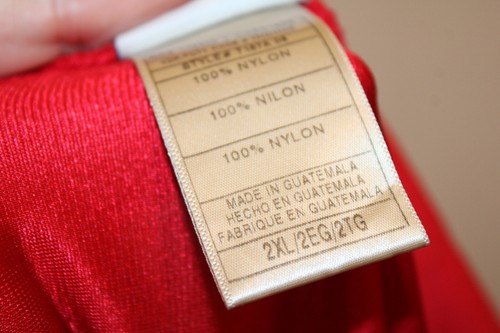 100% NYLON
100% NILON
100% NYLON
MADE IN GUATEMALA
HECHO EN GUATEMALA
FABRIQUE EN GUATEMALA
2XL/2EG/2TG